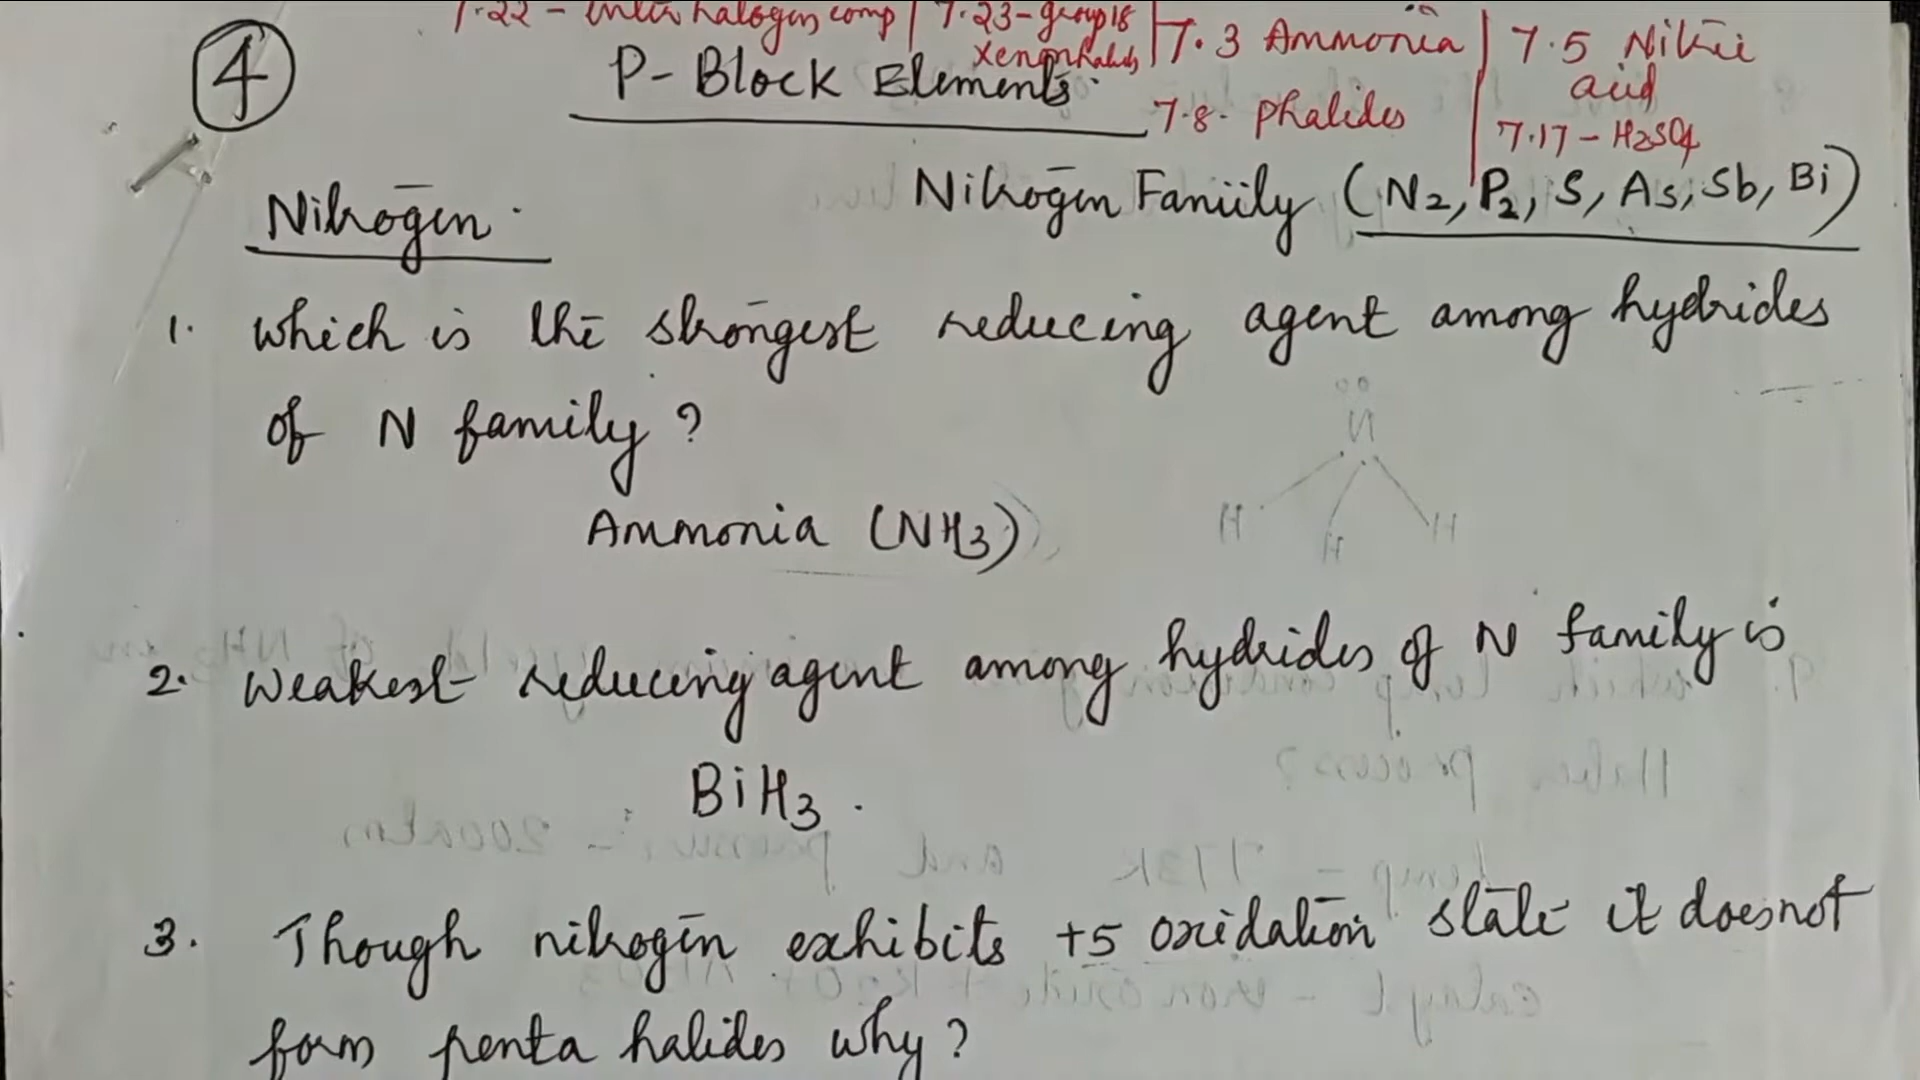 7.22 - Inter halogens comp | 7.23 - group 18 xenon halides | 7.3 Ammonia | 7.5 Nitric acid
7.8 - Phalides | 7.17 - H2SO4
4
P-Block Elements
Nitrogen
Nitrogen Family (N2, P2, S, As, Sb, Bi)
1. which is the strongest reducing agent among hydrides
of N family?
Ammonia (NH3)
2. Weakest reducing agent among hydrides of N family is
BiH3.
3. Though nitrogen exhibits +5 oxidation state it does not
form penta halides why?